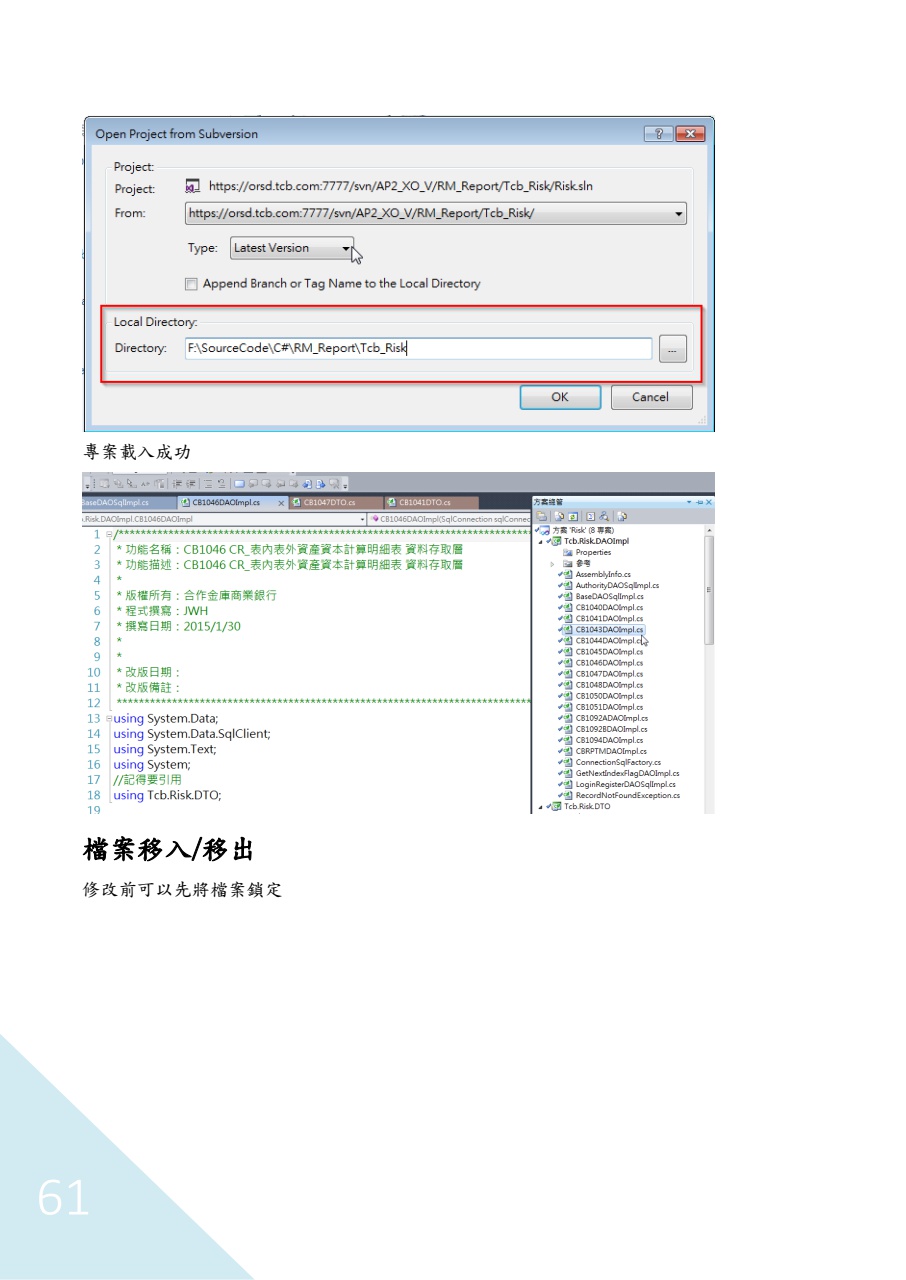 Open Project from Subversion
Project:
Project: https://orsd.tcb.com:7777/svn/AP2_XO_V/RM_Report/Tcb_Risk/Risk.sln
From: https://orsd.tcb.com:7777/svn/AP2_XO_V/RM_Report/Tcb_Risk/
Type: Latest Version
Append Branch or Tag Name to the Local Directory
Local Directory:
Directory: F:\SourceCode\C#\RM_Report\Tcb_Risk ...
OK Cancel
專案載入成功
BaseDAOSqlImpl.cs CB1046DAOImpl.cs CB1047DTO.cs CB1041DTO.cs
.Risk.DAOImpl.CB1046DAOImpl CB1046DAOImpl(SqlConnection sqlConnec
1 /**************************************************************************
2 * 功能名稱：CB1046 CR_表內表外資產資本計算明細表 資料存取層
3 * 功能描述：CB1046 CR_表內表外資產資本計算明細表 資料存取層
4 *
5 * 版權所有：合作金庫商業銀行
6 * 程式撰寫：JWH
7 * 撰寫日期：2015/1/30
8 *
9 *
10 * 改版日期：
11 * 改版備註：
12 **************************************************************************
13 using System.Data;
14 using System.Data.SqlClient;
15 using System.Text;
16 using System;
17 //記得要引用
18 using Tcb.Risk.DTO;
19
方案總管
方案 'Risk' (8 專案)
Tcb.Risk.DAOImpl
Properties
參考
AssemblyInfo.cs
AuthorityDAOSqlImpl.cs
BaseDAOSqlImpl.cs
CB1040DAOImpl.cs
CB1041DAOImpl.cs
CB1043DAOImpl.cs
CB1044DAOImpl.cs
CB1045DAOImpl.cs
CB1046DAOImpl.cs
CB1047DAOImpl.cs
CB1048DAOImpl.cs
CB1050DAOImpl.cs
CB1051DAOImpl.cs
CB1092ADAOImpl.cs
CB1092BDAOImpl.cs
CB1094DAOImpl.cs
CBRPTMDAOImpl.cs
ConnectionSqlFactory.cs
GetNextIndexFlagDAOImpl.cs
LoginRegisterDAOSqlImpl.cs
RecordNotFoundException.cs
Tcb.Risk.DTO
檔案移入/移出
修改前可以先將檔案鎖定
61